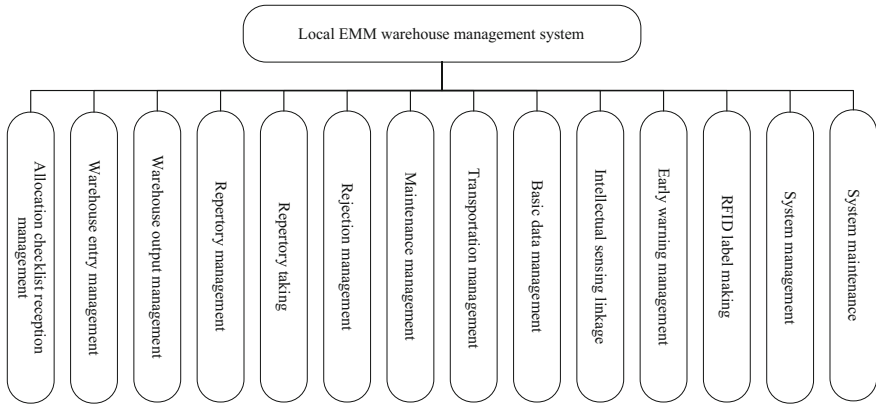 Local EMM warehouse management system
Allocation checklist reception
management
Warehouse entry management
Warehouse output management
Repertory management
Repertory taking
Rejection management
Maintenance management
Transportation management
Basic data management
Intellectual sensing linkage
Early warning management
RFID label making
System management
System maintenance